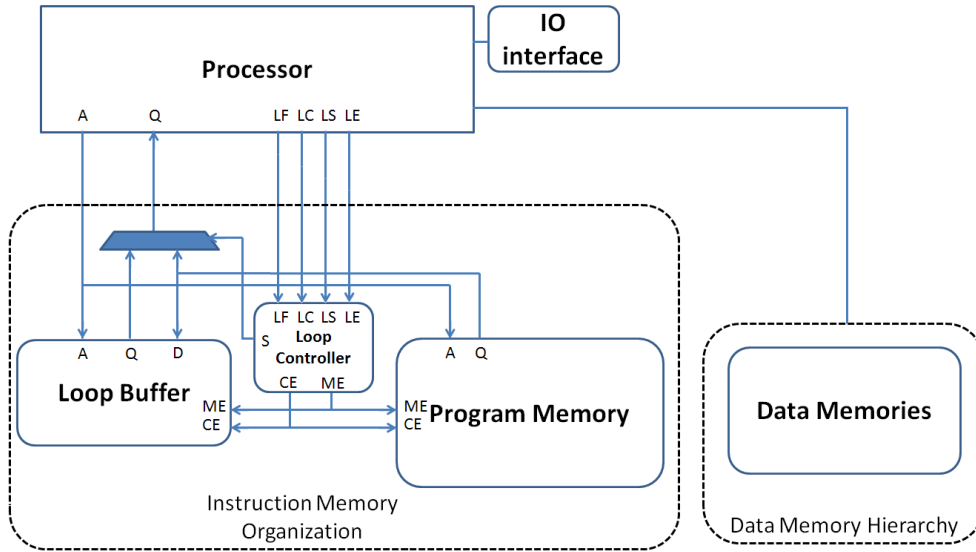 IO
interface
Processor
A Q LF LC LS LE
LF LC LS LE
S
Loop
Controller
CE ME
A Q D
Loop Buffer
ME
CE
A Q
ME
CE
Program Memory
Data Memories
Instruction Memory
Organization
Data Memory Hierarchy